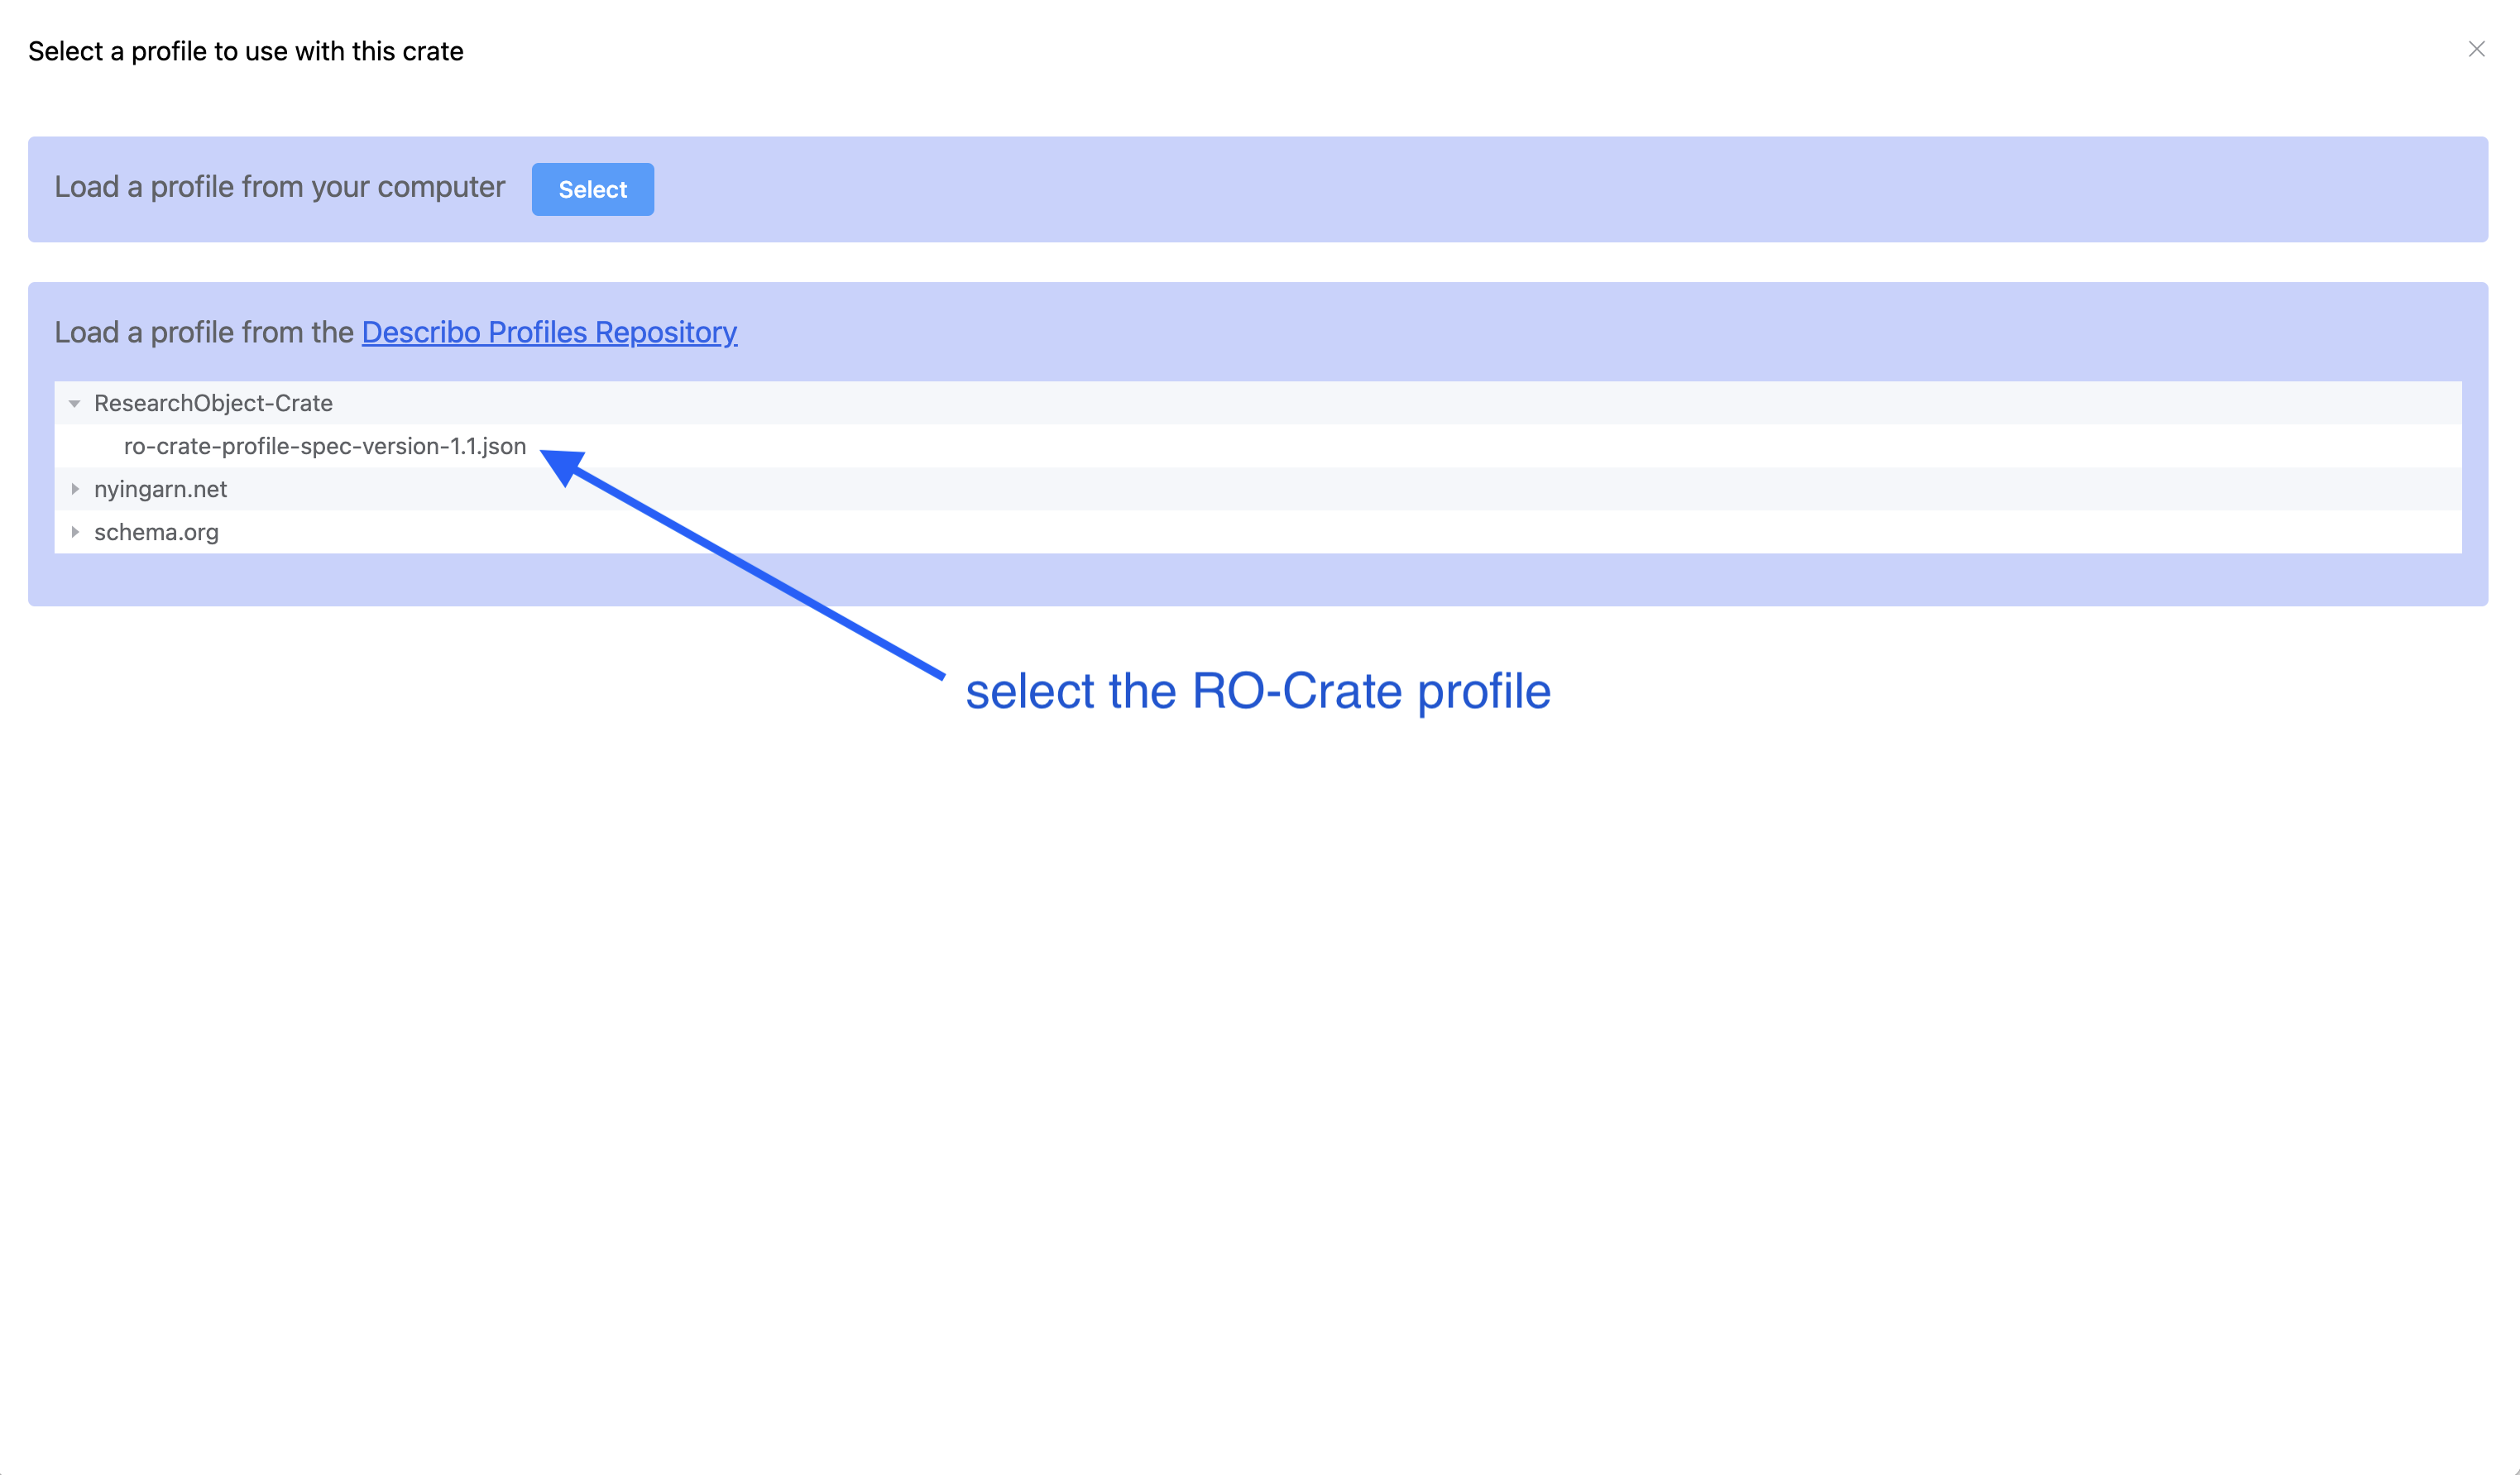 Select a profile to use with this crate
Load a profile from your computer Select
Load a profile from the Describo Profiles Repository
ResearchObject-Crate
ro-crate-profile-spec-version-1.1.json
nyingarn.net
schema.org
select the RO-Crate profile